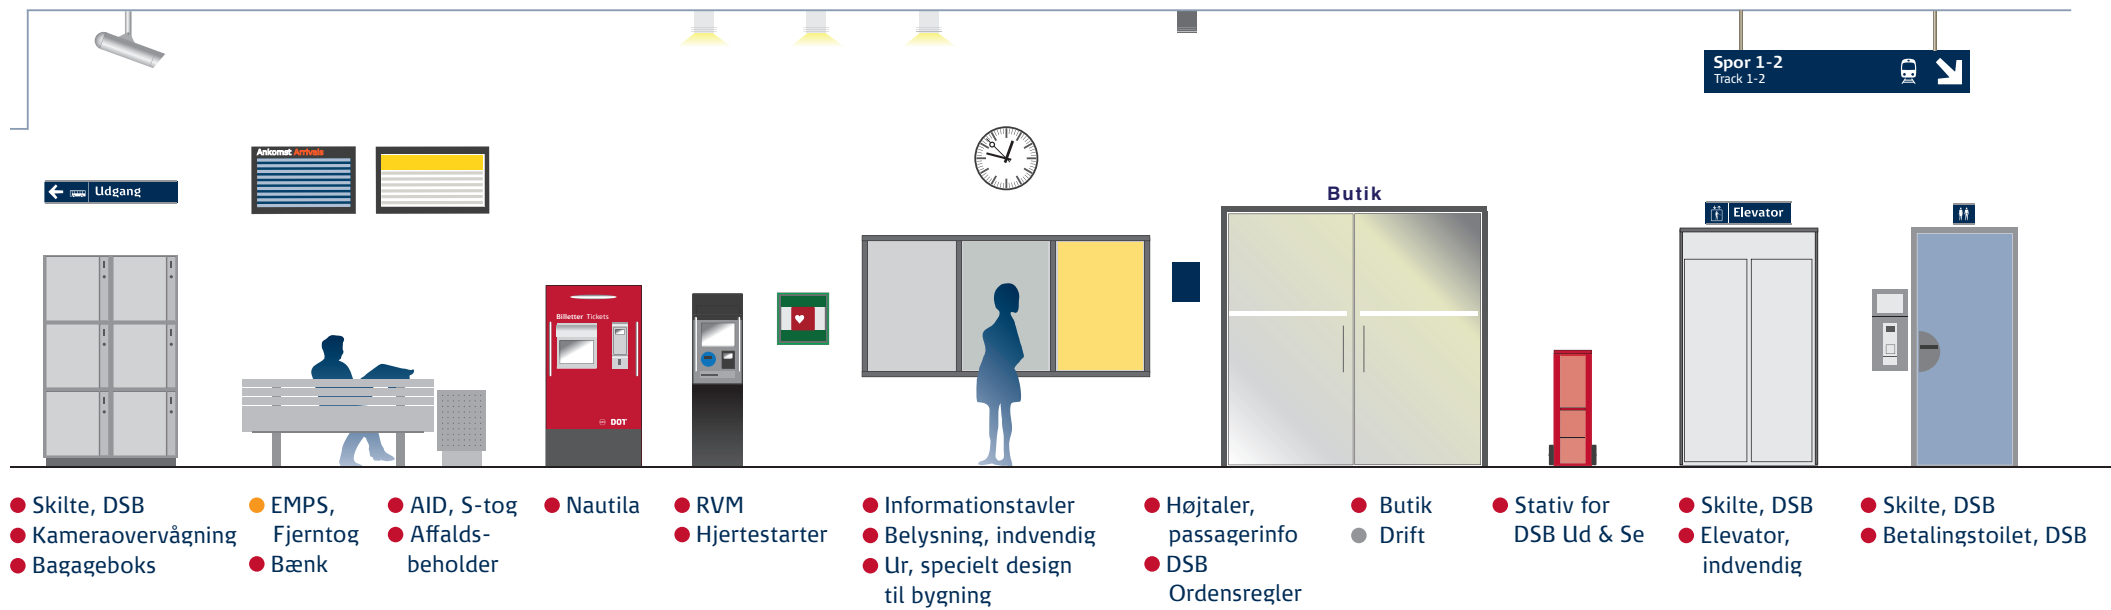 Spor 1-2
Track 1-2
Ankomst Arrivals
Udgang
Butik
Elevator
Billetter Tickets
DOT
Skilte, DSB
Kameraovervågning
Bagageboks
EMPS,
Fjerntog
Bænk
AID, S-tog
Affalds-
beholder
Nautila
RVM
Hjertestarter
Informationstavler
Belysning, indvendig
Ur, specielt design
til bygning
Højtaler,
passagerinfo
DSB
Ordensregler
Butik
Drift
Stativ for
DSB Ud & Se
Skilte, DSB
Elevator,
indvendig
Skilte, DSB
Betalingstoilet, DSB